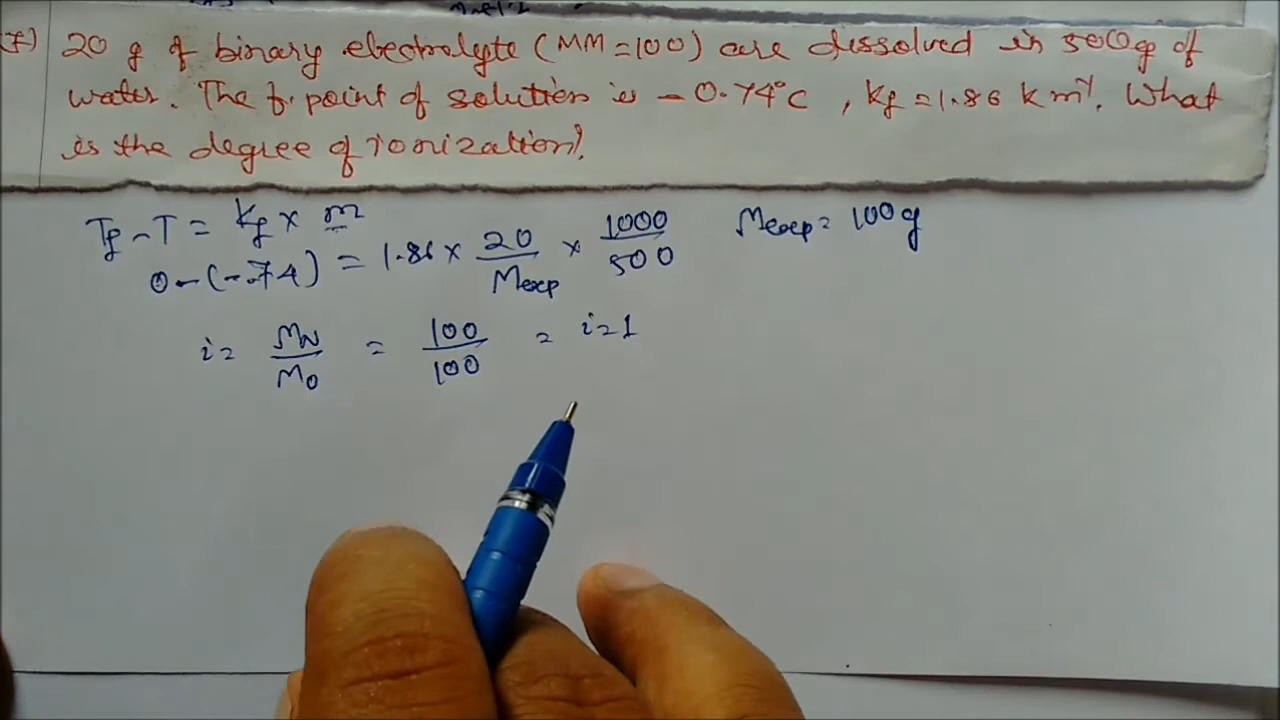 7) 20 g of binary electrolyte (MM=100) are dissolved in 500g of
water. The f. point of solution is -0.74°C, Kf = 1.86 K m⁻¹. What
is the degree of ionization?
Tf - T = Kf × m
0 - (-.74) = 1.86 × 20/Mexp × 1000/500 Mexp = 100g
i = MN/MO = 100/100 = i=1